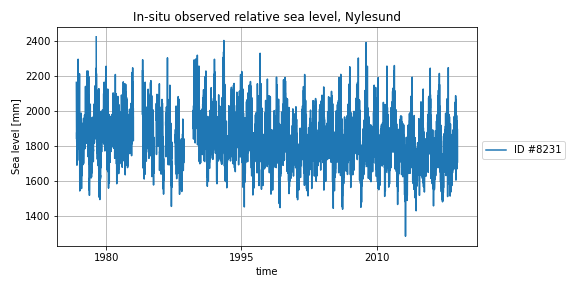 In-situ observed relative sea level, Nylesund
Sea level [mm]
2400
2200
2000
1800
1600
1400
1980
1995
2010
time
ID #8231